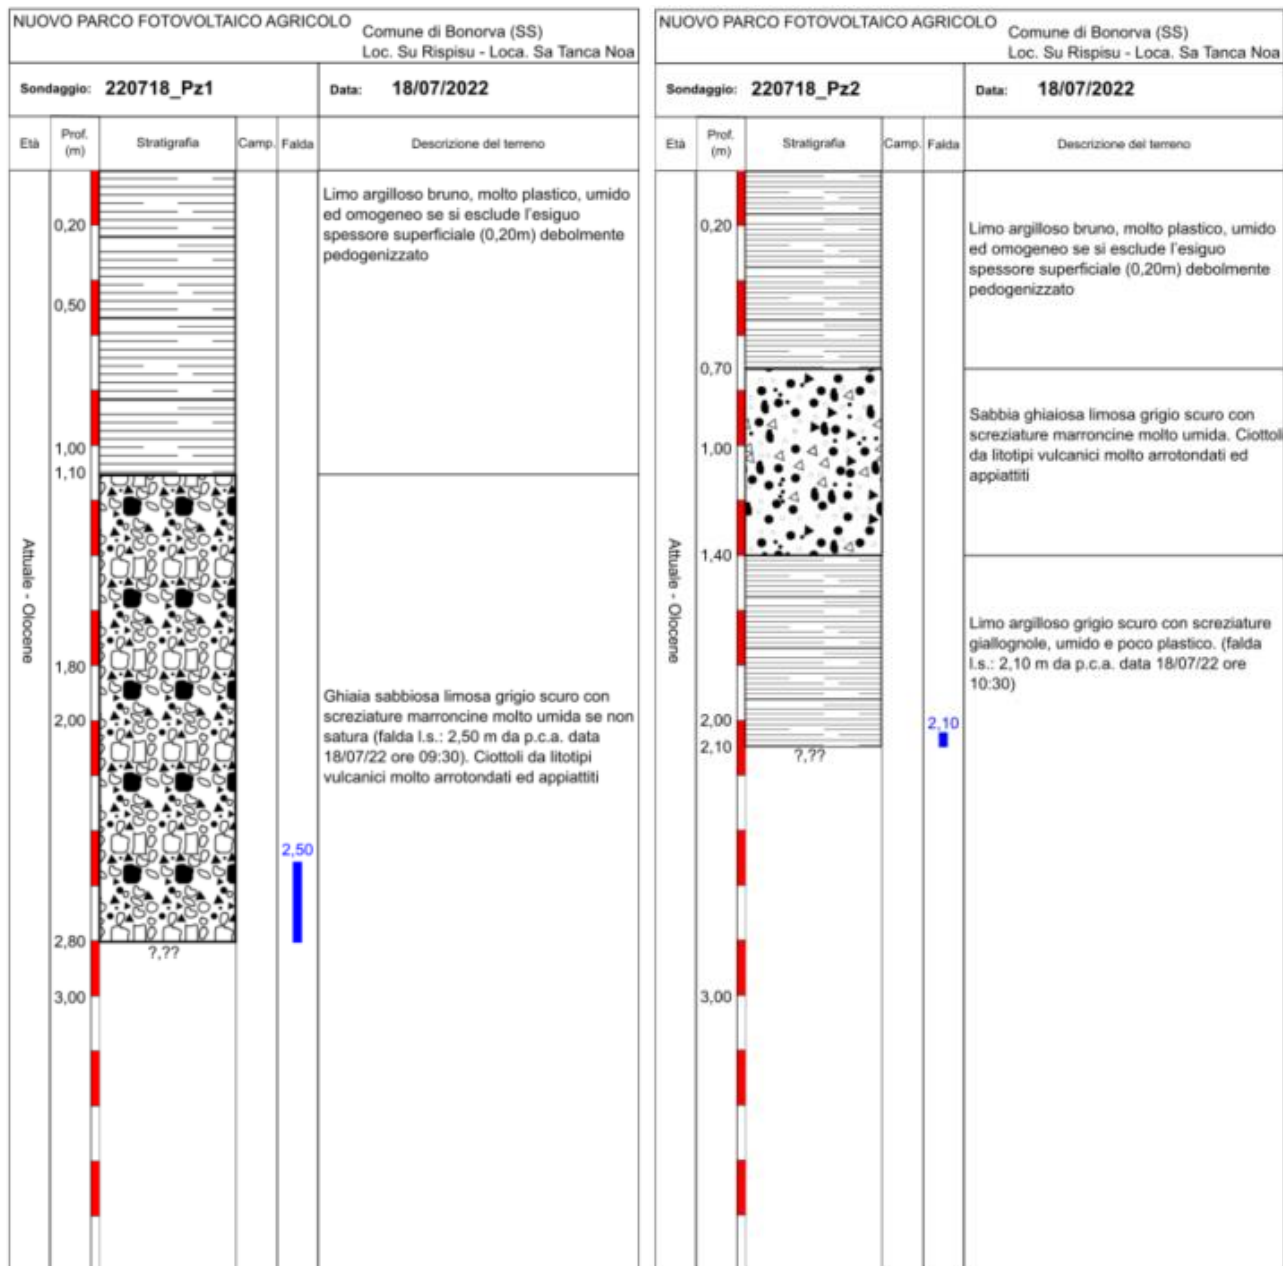 NUOVO PARCO FOTOVOLTAICO AGRICOLO
Comune di Bonorva (SS)
Loc. Su Rispisu - Loca. Sa Tanca Noa
Sondaggio: 220718_Pz1
Data: 18/07/2022
Età
Prof. (m)
Stratigrafia
Camp.
Falda
Descrizione del terreno
Attuale - Olocene
0,20
0,50
1,00
1,10
1,80
2,00
2,80
3,00
?,??
2,50
Limo argilloso bruno, molto plastico, umido
ed omogeneo se si esclude l'esiguo
spessore superficiale (0,20m) debolmente
pedogenizzato
Ghiaia sabbiosa limosa grigio scuro con
screziature marroncine molto umida se non
satura (falda l.s.: 2,50 m da p.c.a. data
18/07/22 ore 09:30). Ciottoli da litotipi
vulcanici molto arrotondati ed appiattiti
NUOVO PARCO FOTOVOLTAICO AGRICOLO
Comune di Bonorva (SS)
Loc. Su Rispisu - Loca. Sa Tanca Noa
Sondaggio: 220718_Pz2
Data: 18/07/2022
Età
Prof. (m)
Stratigrafia
Camp.
Falda
Descrizione del terreno
Attuale - Olocene
0,20
0,70
1,00
1,40
2,00
2,10
3,00
?,??
2,10
Limo argilloso bruno, molto plastico, umido
ed omogeneo se si esclude l'esiguo
spessore superficiale (0,20m) debolmente
pedogenizzato
Sabbia ghiaiosa limosa grigio scuro con
screziature marroncine molto umida. Ciottoli
da litotipi vulcanici molto arrotondati ed
appiattiti
Limo argilloso grigio scuro con screziature
giallognole, umido e poco plastico. (falda
l.s.: 2,10 m da p.c.a. data 18/07/22 ore
10:30)